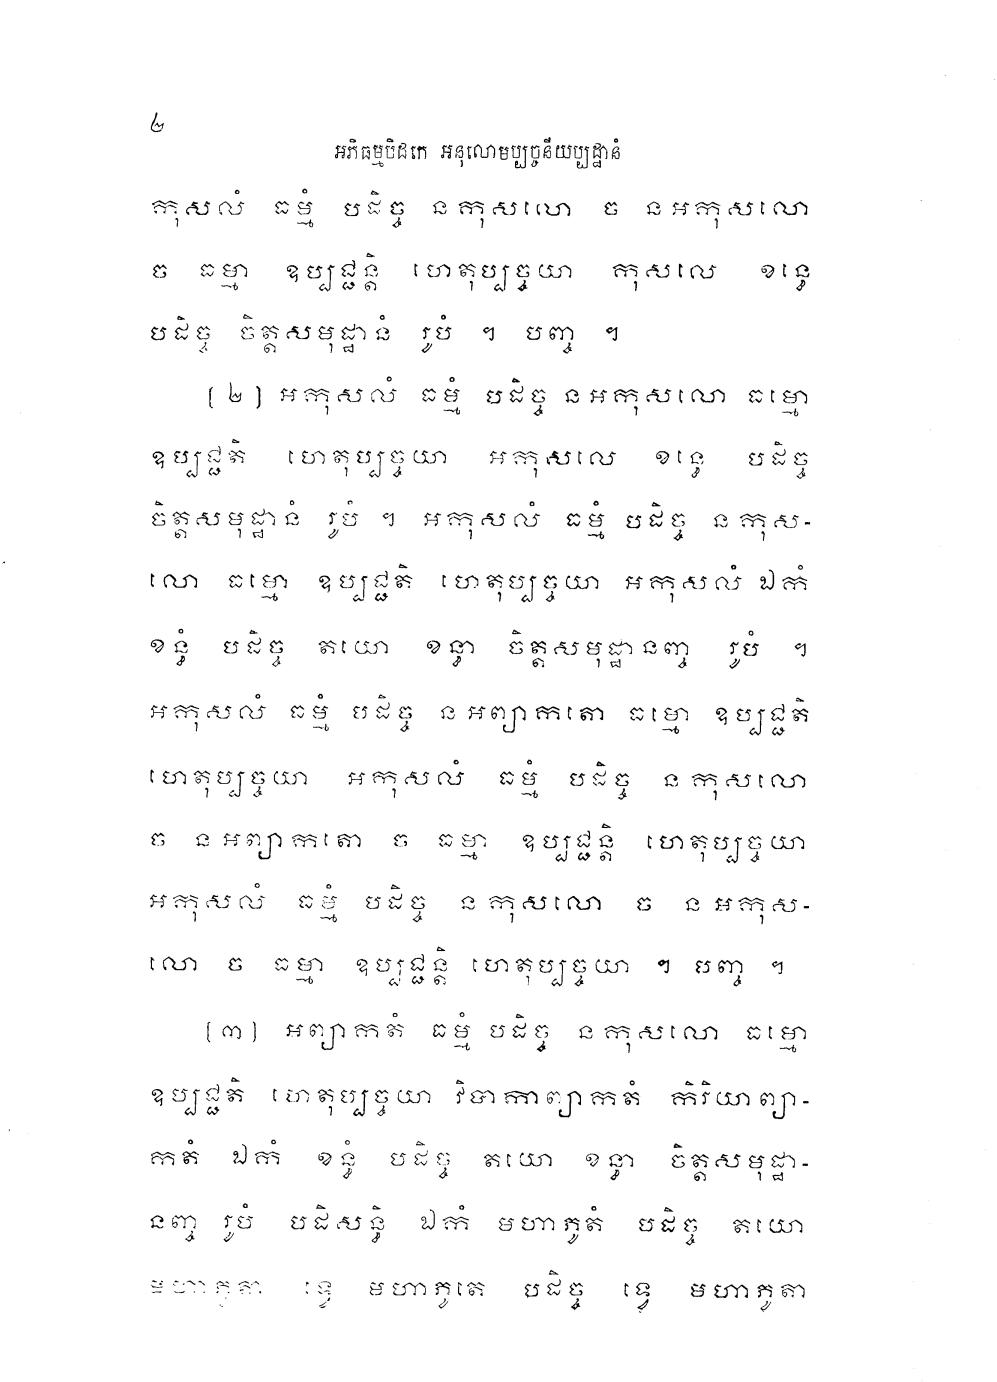 ២
អភិធម្មបិដកេ អនុលោមប្បច្ចនីយប្បដ្ឋានំ
កុសលំ ធម្មំ បដិច្ច ន កុសលោ ច ន អកុសលោ
ច ធម្មា ឧប្បជ្ជន្តិ ហេតុប្បច្ចយា កុសលេ ខន្ធេ
បដិច្ច ចិត្តសមុដ្ឋានំ រូបំ ។ បញ្ច ។
[ ២ ] អកុសលំ ធម្មំ បដិច្ច ន អកុសលោ ធម្មោ
ឧប្បជ្ជតិ ហេតុប្បច្ចយា អកុសលេ ខន្ធេ បដិច្ច
ចិត្តសមុដ្ឋានំ រូបំ ។ អកុសលំ ធម្មំ បដិច្ច ន កុស-
លោ ធម្មោ ឧប្បជ្ជតិ ហេតុប្បច្ចយា អកុសលំ ឯកំ
ខន្ធំ បដិច្ច តយោ ខន្ធា ចិត្តសមុដ្ឋានញ្ច រូបំ ។
អកុសលំ ធម្មំ បដិច្ច ន អព្យាកតោ ធម្មោ ឧប្បជ្ជតិ
ហេតុប្បច្ចយា អកុសលំ ធម្មំ បដិច្ច ន កុសលោ
ច ន អព្យាកតោ ច ធម្មា ឧប្បជ្ជន្តិ ហេតុប្បច្ចយា
អកុសលំ ធម្មំ បដិច្ច ន កុសលោ ច ន អកុស-
លោ ច ធម្មា ឧប្បជ្ជន្តិ ហេតុប្បច្ចយា ។ បញ្ច ។
[ ៣ ] អព្យាកតំ ធម្មំ បដិច្ច ន កុសលោ ធម្មោ
ឧប្បជ្ជតិ ហេតុប្បច្ចយា វិបាកាព្យាកតំ កិរិយាព្យា-
កតំ ឯកំ ខន្ធំ បដិច្ច តយោ ខន្ធា ចិត្តសមុដ្ឋា-
នញ្ច រូបំ បដិសន្ធិ ឯកំ មហាភូតំ បដិច្ច តយោ
មហាភូតា ទ្វេ មហាភូតេ បដិច្ច ទ្វេ មហាភូតា